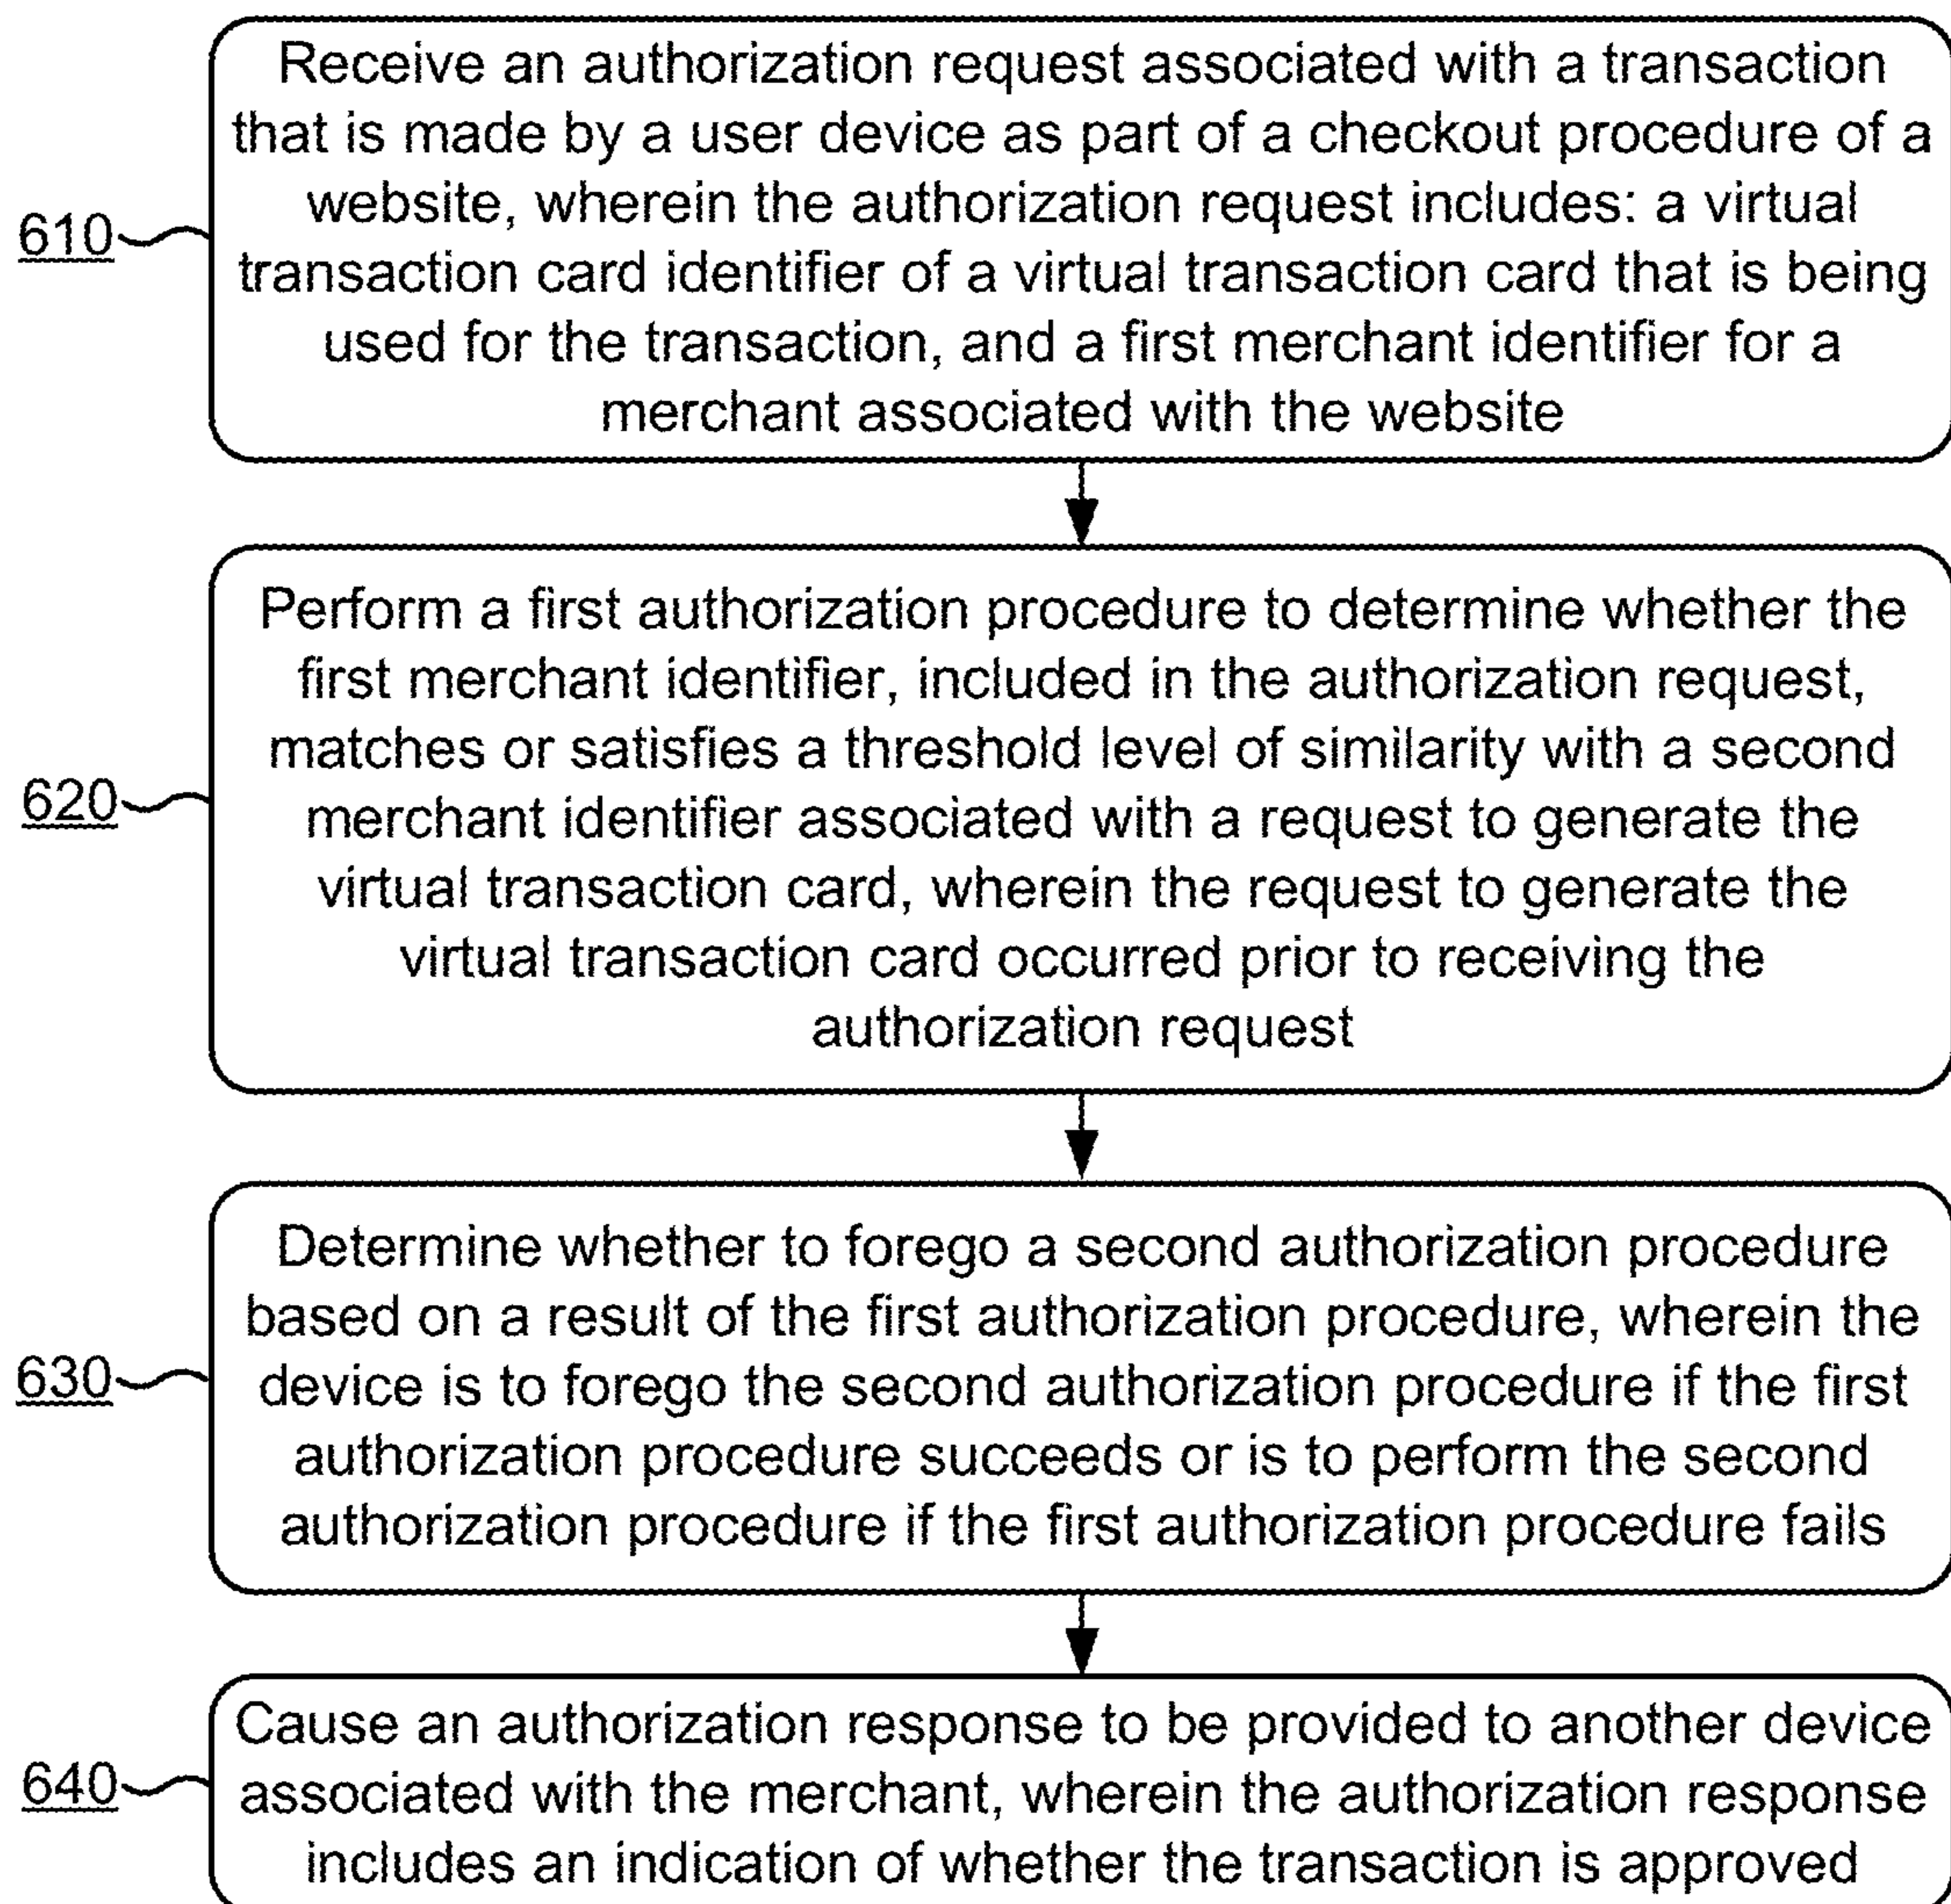 Receive an authorization request associated with a transaction
that is made by a user device as part of a checkout procedure of a
website, wherein the authorization request includes: a virtual
transaction card identifier of a virtual transaction card that is being
used for the transaction, and a first merchant identifier for a
merchant associated with the website
610
Perform a first authorization procedure to determine whether the
first merchant identifier, included in the authorization request,
matches or satisfies a threshold level of similarity with a second
merchant identifier associated with a request to generate the
virtual transaction card, wherein the request to generate the
virtual transaction card occurred prior to receiving the
authorization request
620
Determine whether to forego a second authorization procedure
based on a result of the first authorization procedure, wherein the
device is to forego the second authorization procedure if the first
authorization procedure succeeds or is to perform the second
authorization procedure if the first authorization procedure fails
630
Cause an authorization response to be provided to another device
associated with the merchant, wherein the authorization response
includes an indication of whether the transaction is approved
640